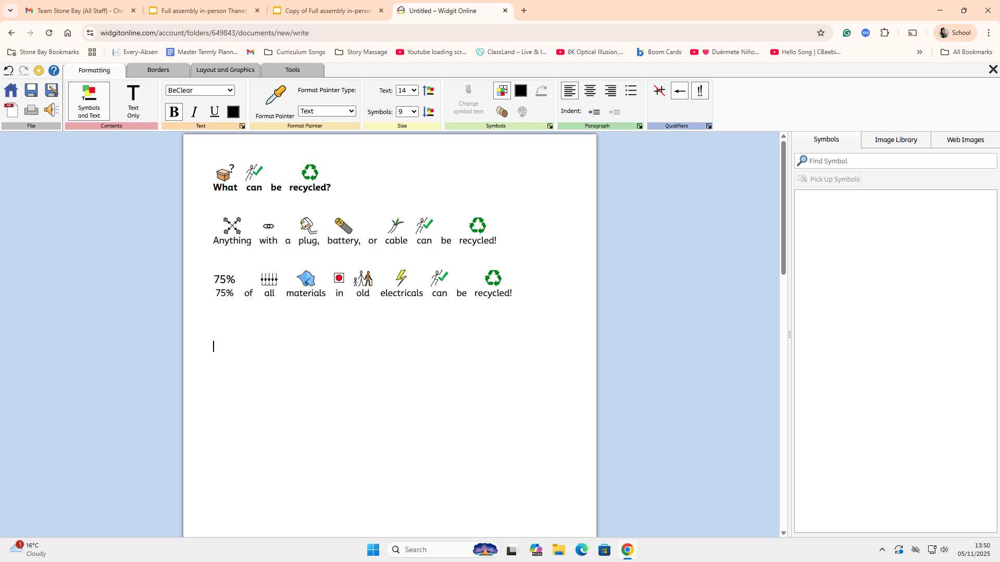 Team Stone Bay (All Staff) - Cha
Full assembly in-person Thanet
Copy of Full assembly in-person
Untitled – Widgit Online
widgitonline.com/account/folders/649843/documents/new/write
School
Stone Bay Bookmarks
Every-Absen
Master Termly Plann...
Curriculum Songs
Story Massage
Youtube loading scr...
ClassLand – Live & I...
8K Optical Illusion,...
Boom Cards
Duérmete Niño...
Hello Song | CBeebi...
All Bookmarks
Formatting
Borders
Layout and Graphics
Tools
PDF
File
Symbols
and Text
T
Text
Only
Contents
BeClear
B I U
Text
Format Painter
Format Painter Type:
Text
Format Painter
Text: 14
Symbols: 9
Size
Change
symbol text
Symbols
Indent:
Paragraph
Qualifiers
What can be recycled?
Anything with a plug, battery, or cable can be recycled!
75%
75% of all materials in old electricals can be recycled!
Symbols
Image Library
Web Images
Find Symbol
Pick Up Symbols
1
16°C
Cloudy
Search
M365
13:50
05/11/2025